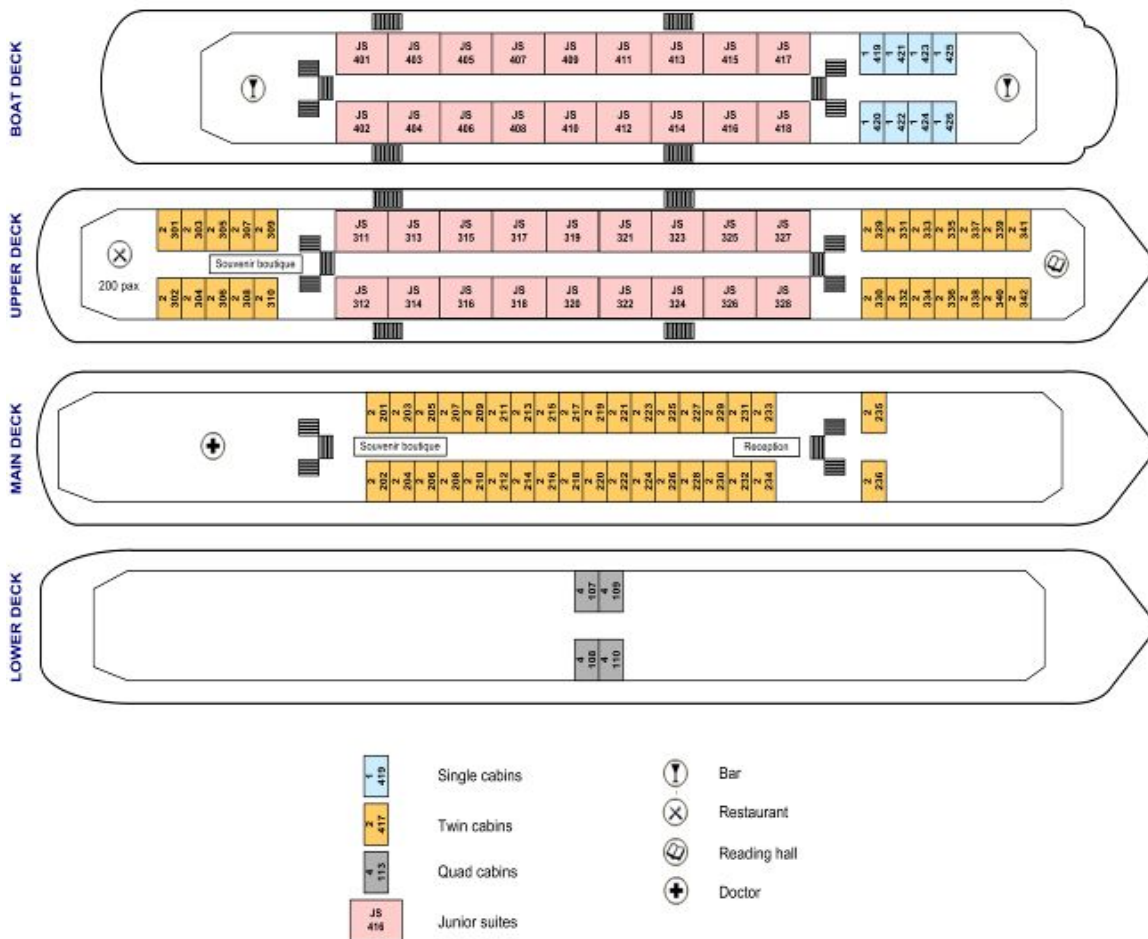 BOAT DECK
JS JS JS JS JS JS JS JS JS
401 403 405 407 409 411 413 415 417
1 419 1 421 1 423 1 425
JS JS JS JS JS JS JS JS JS
402 404 406 408 410 412 414 416 418
1 420 1 422 1 424 1 426
UPPER DECK
2 301 2 303 2 305 2 307 2 309
JS JS JS JS JS JS JS JS JS
311 313 315 317 319 321 323 325 327
2 329 2 331 2 333 2 335 2 337 2 339 2 341
Souvenir boutique
200 pax
2 302 2 304 2 306 2 308 2 310
JS JS JS JS JS JS JS JS JS
312 314 316 318 320 322 324 326 328
2 330 2 332 2 334 2 336 2 338 2 340 2 342
MAIN DECK
2 201 2 203 2 205 2 207 2 209 2 211 2 213 2 215 2 217 2 219 2 221 2 223 2 225 2 227 2 229 2 231 2 233
2 235
Souvenir boutique
Reception
2 202 2 204 2 206 2 208 2 210 2 212 2 214 2 216 2 218 2 220 2 222 2 224 2 226 2 228 2 230 2 232 2 234
2 236
LOWER DECK
4 107 4 109
4 108 4 110
1 419 Single cabins
2 417 Twin cabins
4 113 Quad cabins
JS
416
Junior suites
Bar
Restaurant
Reading hall
Doctor